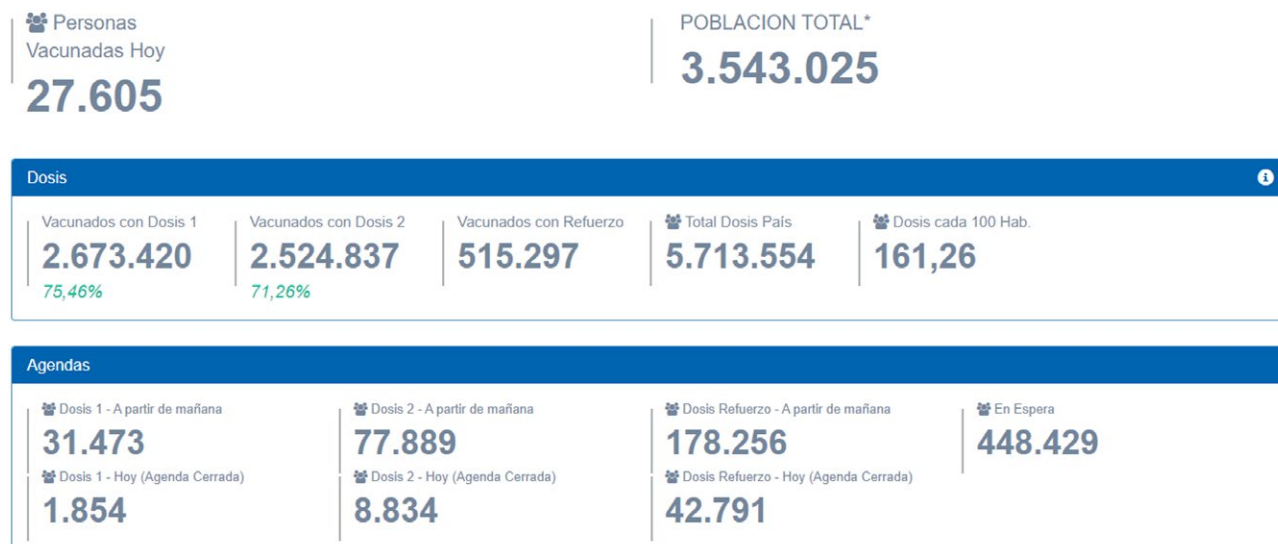 Personas
Vacunadas Hoy
27.605
POBLACION TOTAL*
3.543.025
Dosis
Vacunados con Dosis 1
2.673.420
75,46%
Vacunados con Dosis 2
2.524.837
71,26%
Vacunados con Refuerzo
515.297
Total Dosis País
5.713.554
Dosis cada 100 Hab.
161,26
Agendas
Dosis 1 - A partir de mañana
31.473
Dosis 2 - A partir de mañana
77.889
Dosis Refuerzo - A partir de mañana
178.256
En Espera
448.429
Dosis 1 - Hoy (Agenda Cerrada)
1.854
Dosis 2 - Hoy (Agenda Cerrada)
8.834
Dosis Refuerzo - Hoy (Agenda Cerrada)
42.791